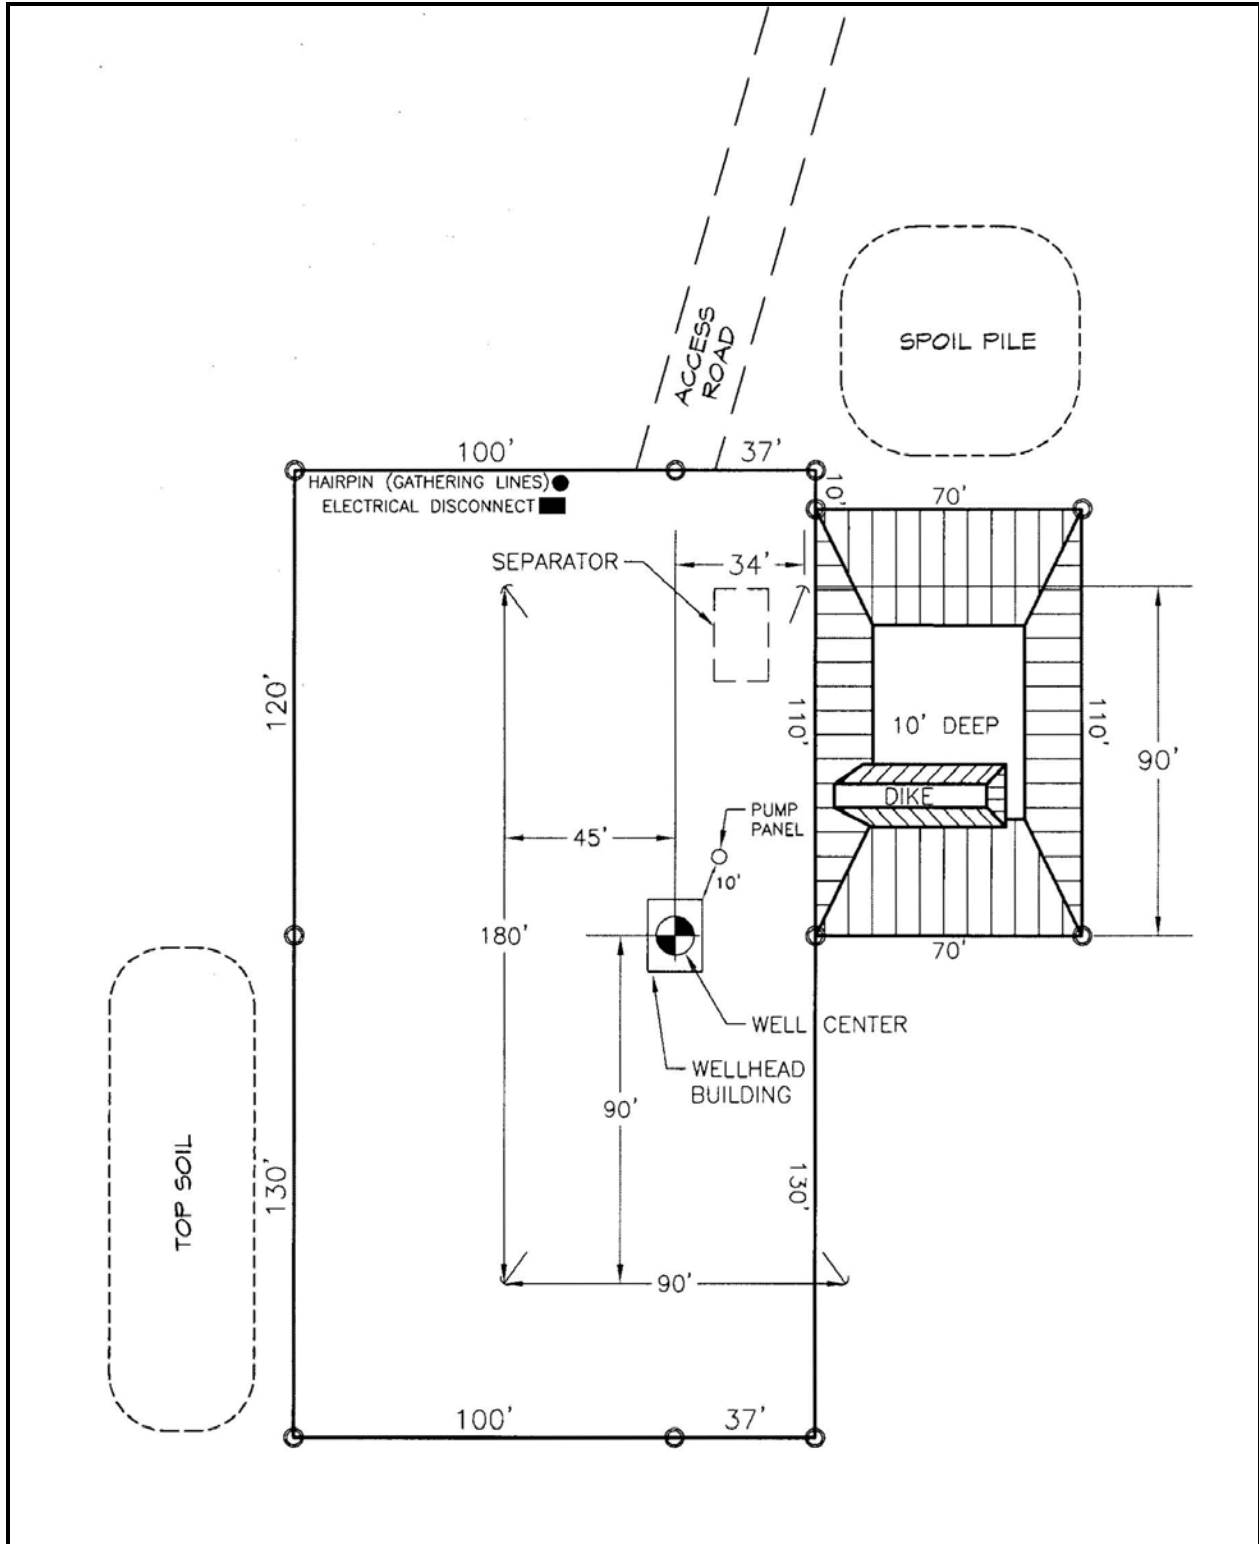 ACCESS
ROAD
SPOIL PILE
100'
37'
HAIRPIN (GATHERING LINES)
ELECTRICAL DISCONNECT
10'
70'
SEPARATOR
34'
120'
110'
10' DEEP
110'
90'
DIKE
PUMP
PANEL
45'
10'
180'
70'
WELL CENTER
WELLHEAD
BUILDING
90'
TOP SOIL
130'
130'
90'
100'
37'